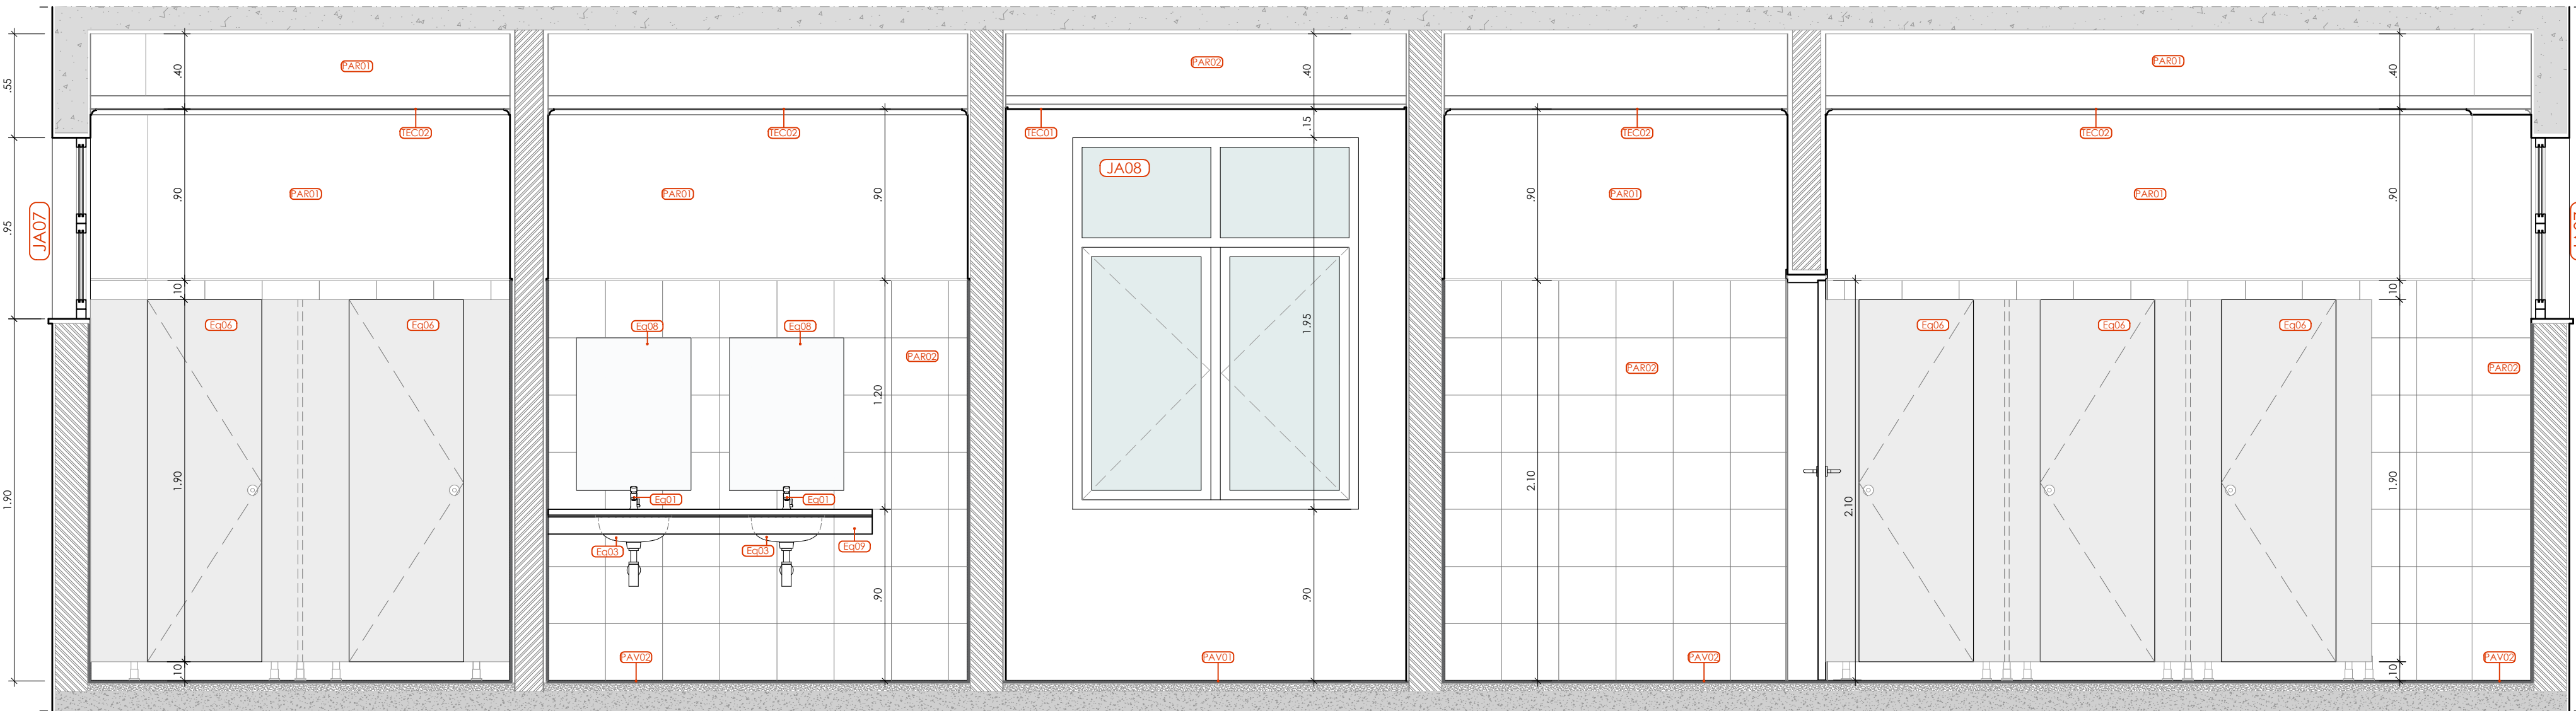 .55
.95
1.90
JA07
.40
.90
.10
1.90
.10
PAR01
TEC02
PAR01
Eq06
Eq06
TEC02
PAR01
.90
Eq08
Eq08
PAR02
1.20
Eq01
Eq01
Eq03
Eq03
Eq09
.90
PAV02
PAR02
.40
TEC01
.15
JA08
1.95
.90
PAV01
TEC02
.90
PAR01
PAR02
2.10
PAV02
PAR01
.40
TEC02
PAR01
.90
.10
Eq06
Eq06
Eq06
PAR02
2.10
1.90
.10
PAV02